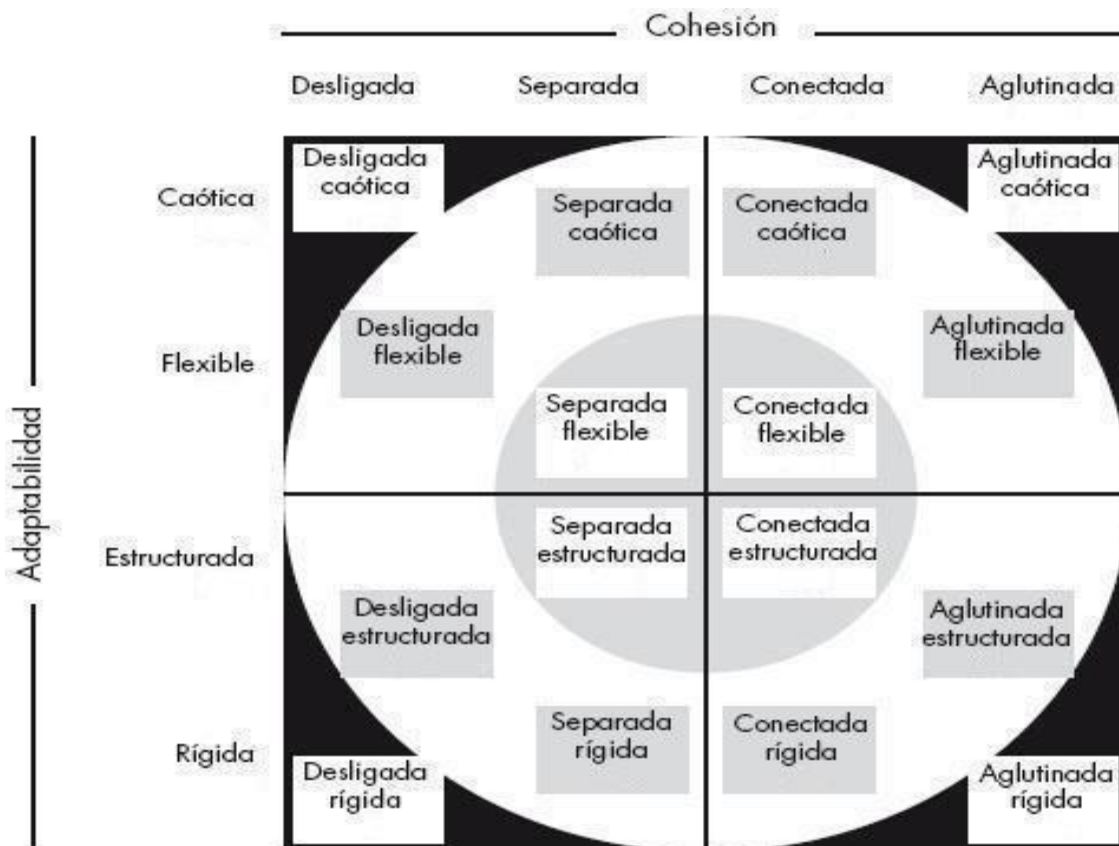 Cohesión
Desligada Separada Conectada Aglutinada
Adaptabilidad
Caótica
Desligada
caótica
Separada
caótica
Conectada
caótica
Aglutinada
caótica
Flexible
Desligada
flexible
Separada
flexible
Conectada
flexible
Aglutinada
flexible
Estructurada
Desligada
estructurada
Separada
estructurada
Conectada
estructurada
Aglutinada
estructurada
Rígida
Desligada
rígida
Separada
rígida
Conectada
rígida
Aglutinada
rígida